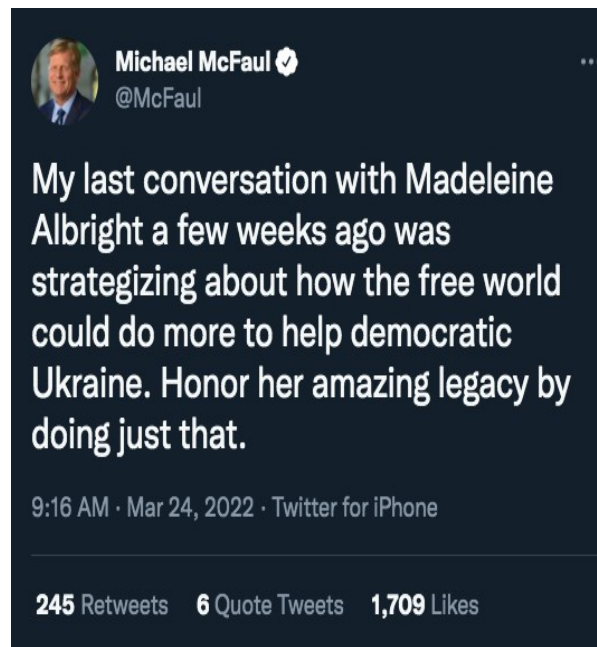 Michael McFaul
@McFaul
My last conversation with Madeleine
Albright a few weeks ago was
strategizing about how the free world
could do more to help democratic
Ukraine. Honor her amazing legacy by
doing just that.
9:16 AM · Mar 24, 2022 · Twitter for iPhone
245 Retweets 6 Quote Tweets 1,709 Likes